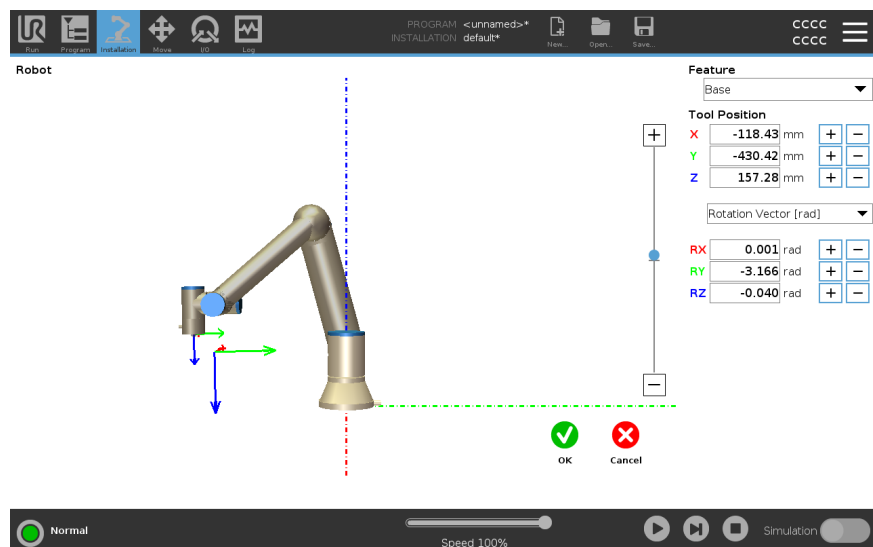 PROGRAM <unnamed>*
INSTALLATION default*
UR
Run
Program
Installation
Move
I/O
Log
New...
Open...
Save...
CCCC
CCCC
Robot
Feature
Base
Tool Position
X -118.43 mm + −
Y -430.42 mm + −
Z 157.28 mm + −
Rotation Vector [rad]
RX 0.001 rad + −
RY -3.166 rad + −
RZ -0.040 rad + −
+
−
OK
Cancel
Normal
Speed 100%
Simulation